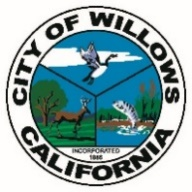 CITY OF WILLOWS
INCORPORATED
1886
CALIFORNIA